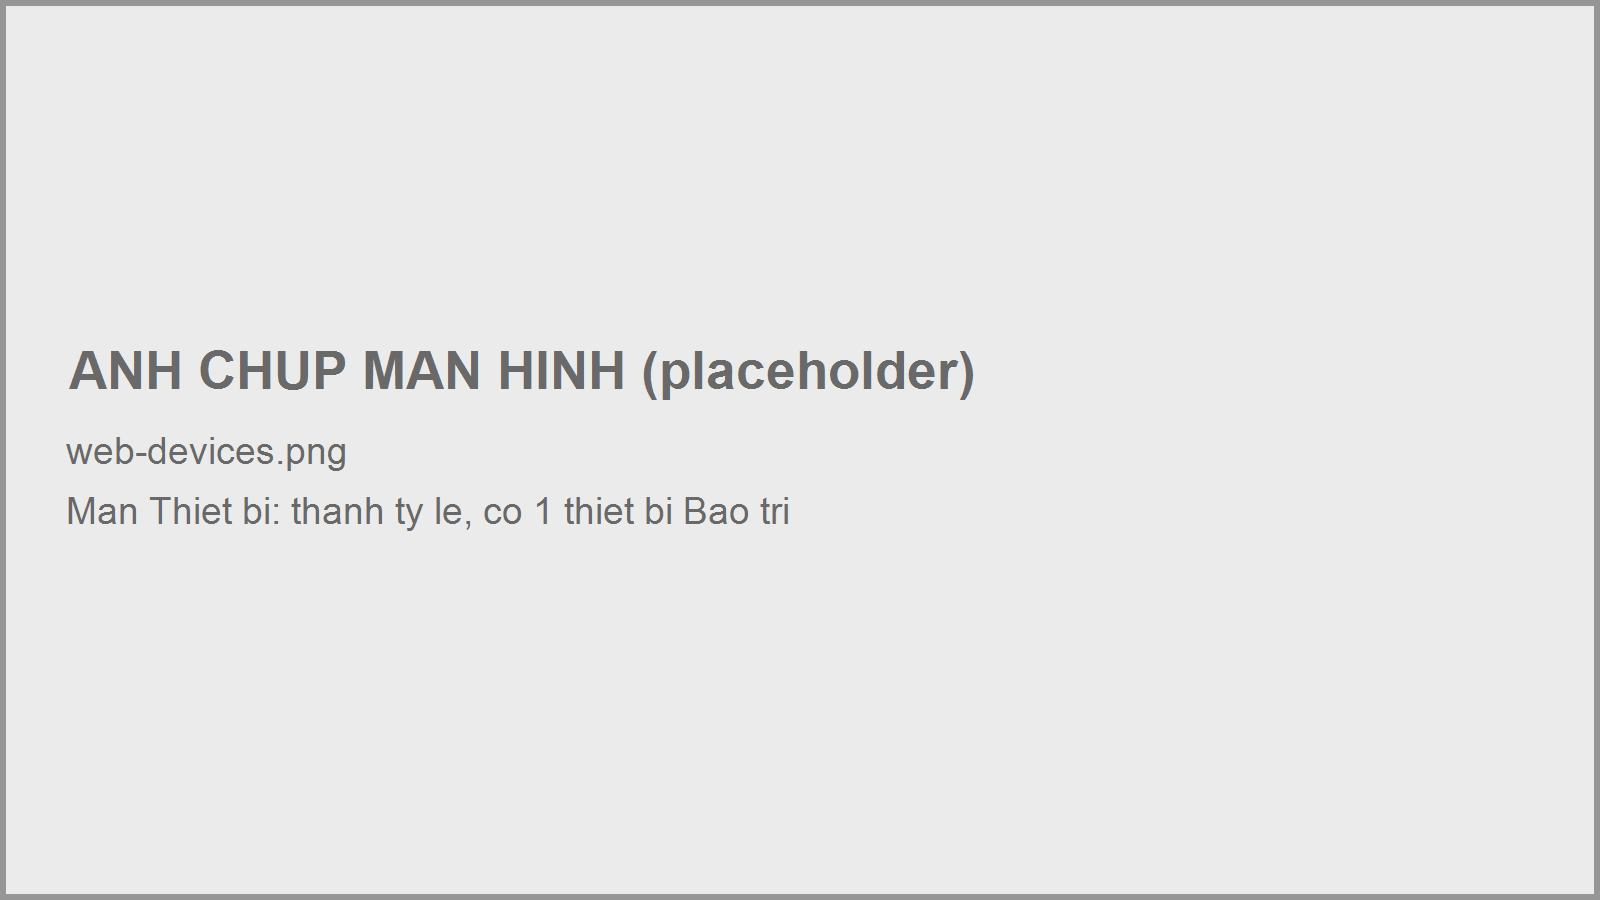 ANH CHUP MAN HINH (placeholder)
web-devices.png
Man Thiet bi: thanh ty le, co 1 thiet bi Bao tri